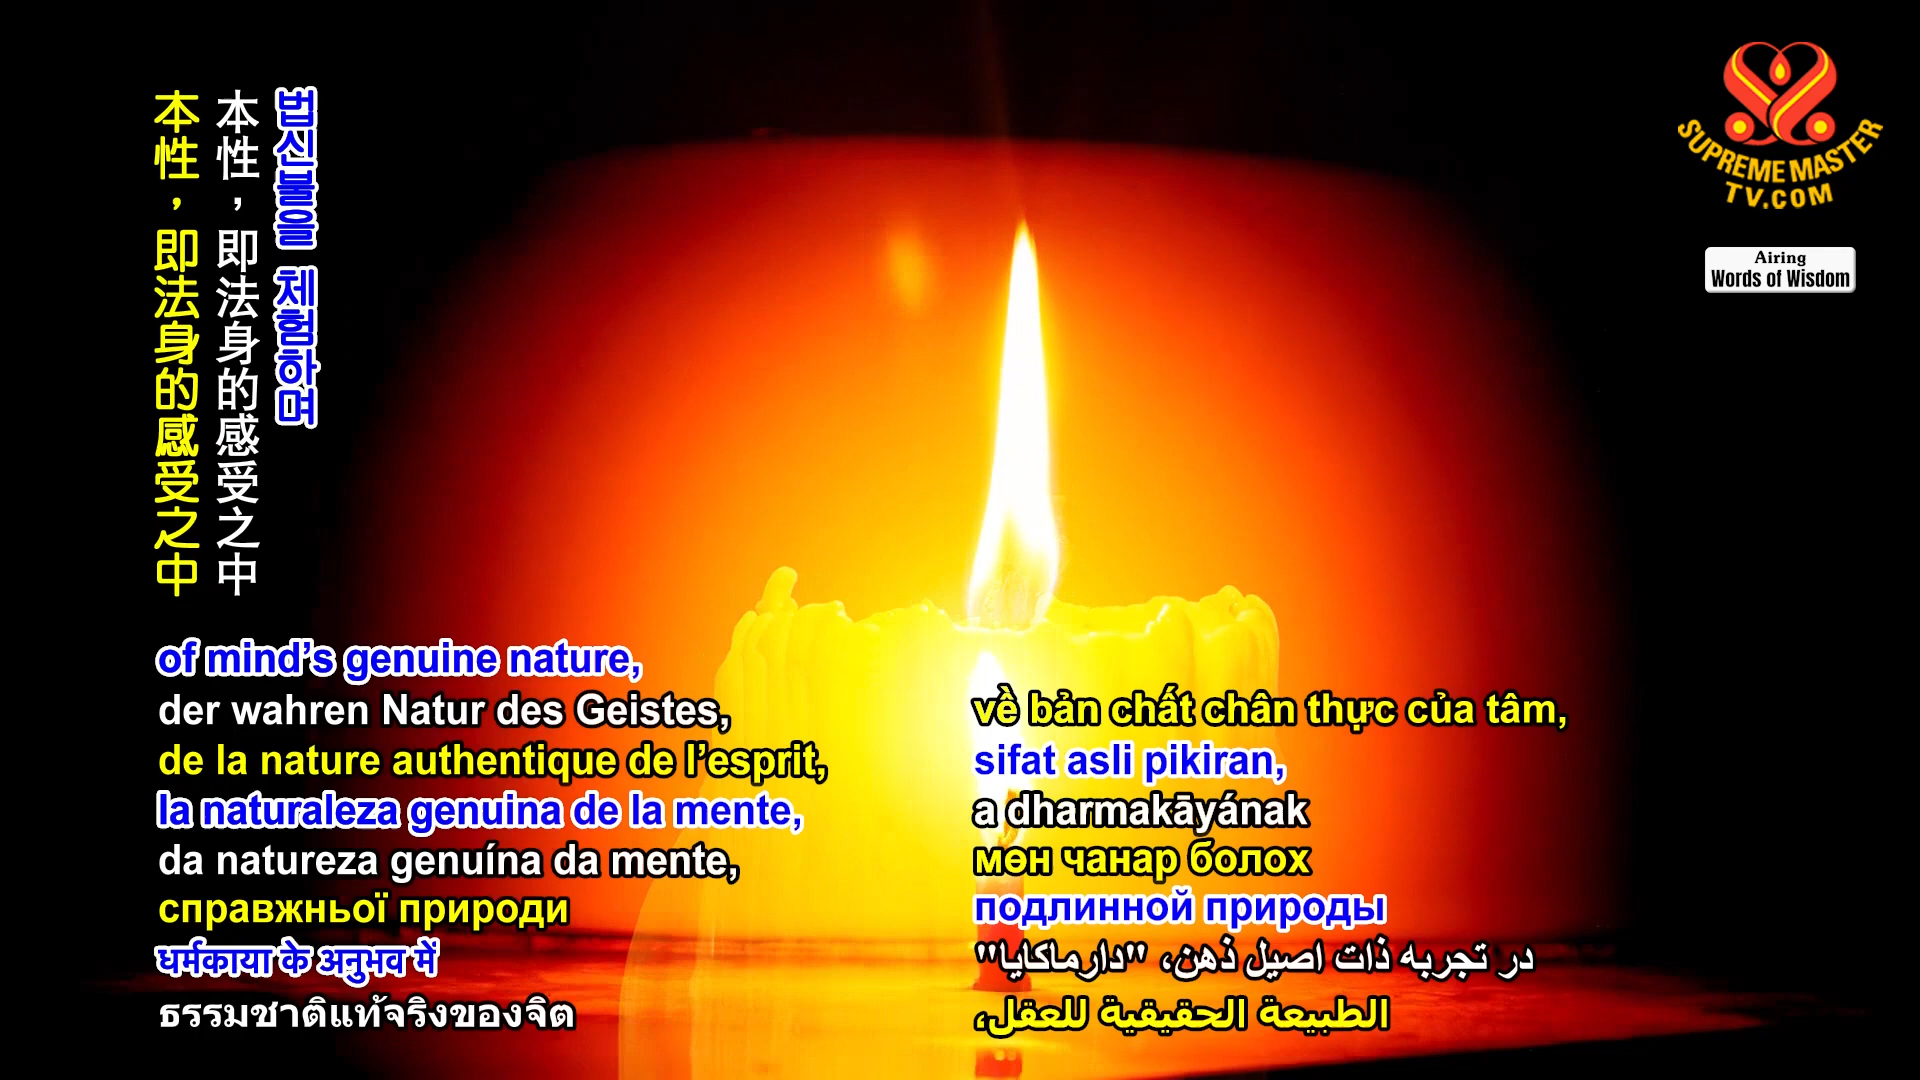 法신불을 체험하며
本性，即法身的感受之中
本性，即法身的感受之中
SUPREME MASTER
TV.COM
Airing
Words of Wisdom
of mind’s genuine nature,
der wahren Natur des Geistes,
de la nature authentique de l’esprit,
la naturaleza genuina de la mente,
da natureza genuína da mente,
справжньої природи
धर्मकाया के अनुभव में
ธรรมชาติแท้จริงของจิต
về bản chất chân thực của tâm,
sifat asli pikiran,
a dharmakāyának
мөн чанар болох
подлинной природы
در تجربه ذات اصیل ذهن، "دارماکایا"
الطبيعة الحقيقية للعقل،